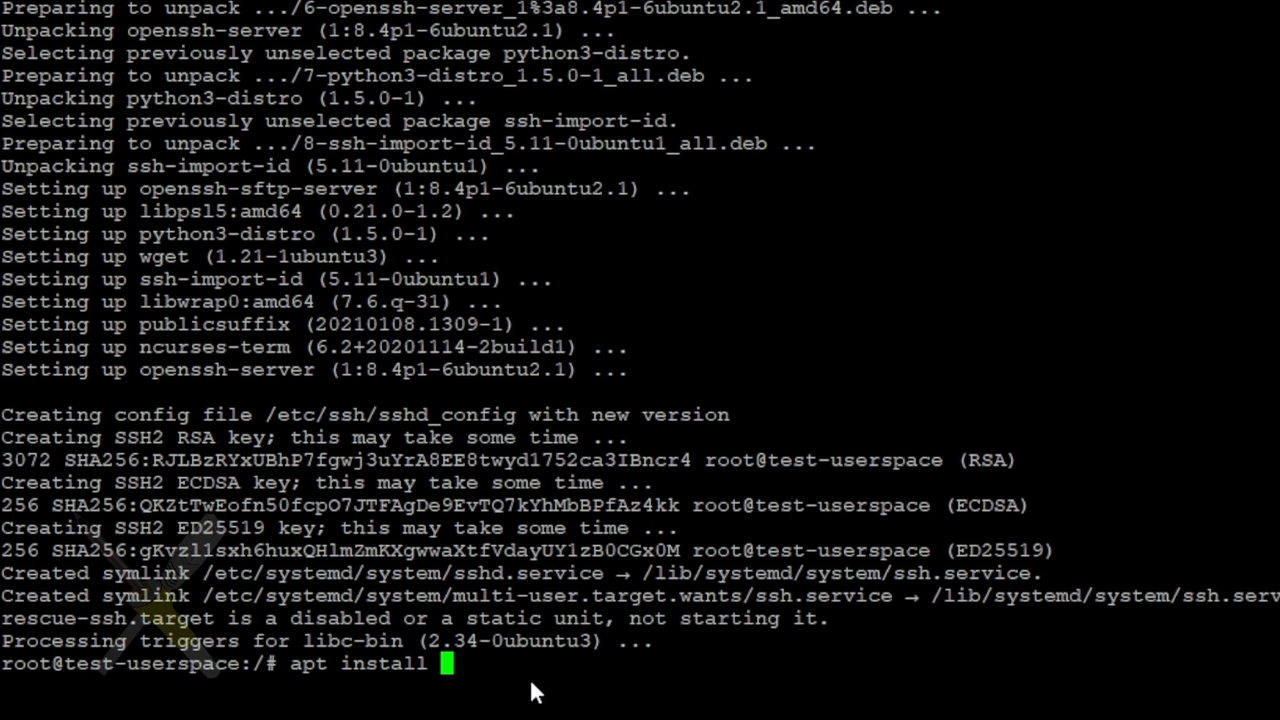 Preparing to unpack .../6-openssh-server_1%3a8.4p1-6ubuntu2.1_amd64.deb ...
Unpacking openssh-server (1:8.4p1-6ubuntu2.1) ...
Selecting previously unselected package python3-distro.
Preparing to unpack .../7-python3-distro_1.5.0-1_all.deb ...
Unpacking python3-distro (1.5.0-1) ...
Selecting previously unselected package ssh-import-id.
Preparing to unpack .../8-ssh-import-id_5.11-0ubuntu1_all.deb ...
Unpacking ssh-import-id (5.11-0ubuntu1) ...
Setting up openssh-sftp-server (1:8.4p1-6ubuntu2.1) ...
Setting up libpsl5:amd64 (0.21.0-1.2) ...
Setting up python3-distro (1.5.0-1) ...
Setting up wget (1.21-1ubuntu3) ...
Setting up ssh-import-id (5.11-0ubuntu1) ...
Setting up libwrap0:amd64 (7.6.q-31) ...
Setting up publicsuffix (20210108.1309-1) ...
Setting up ncurses-term (6.2+20201114-2build1) ...
Setting up openssh-server (1:8.4p1-6ubuntu2.1) ...
Creating config file /etc/ssh/sshd_config with new version
Creating SSH2 RSA key; this may take some time ...
3072 SHA256:RJLBzRYxUBhP7fgwj3uYrA8EE8twyd1752ca3IBncr4 root@test-userspace (RSA)
Creating SSH2 ECDSA key; this may take some time ...
256 SHA256:QKZtTwEofn50fcpO7JTFAgDe9EvTQ7kYhMbBPfAz4kk root@test-userspace (ECDSA)
Creating SSH2 ED25519 key; this may take some time ...
256 SHA256:gKvzl1sxh6huxQHlmZmKXgwwaXtfVdayUY1zB0CGx0M root@test-userspace (ED25519)
Created symlink /etc/systemd/system/sshd.service → /lib/systemd/system/ssh.service.
Created symlink /etc/systemd/system/multi-user.target.wants/ssh.service → /lib/systemd/system/ssh.serv
rescue-ssh.target is a disabled or a static unit, not starting it.
Processing triggers for libc-bin (2.34-0ubuntu3) ...
root@test-userspace:/# apt install